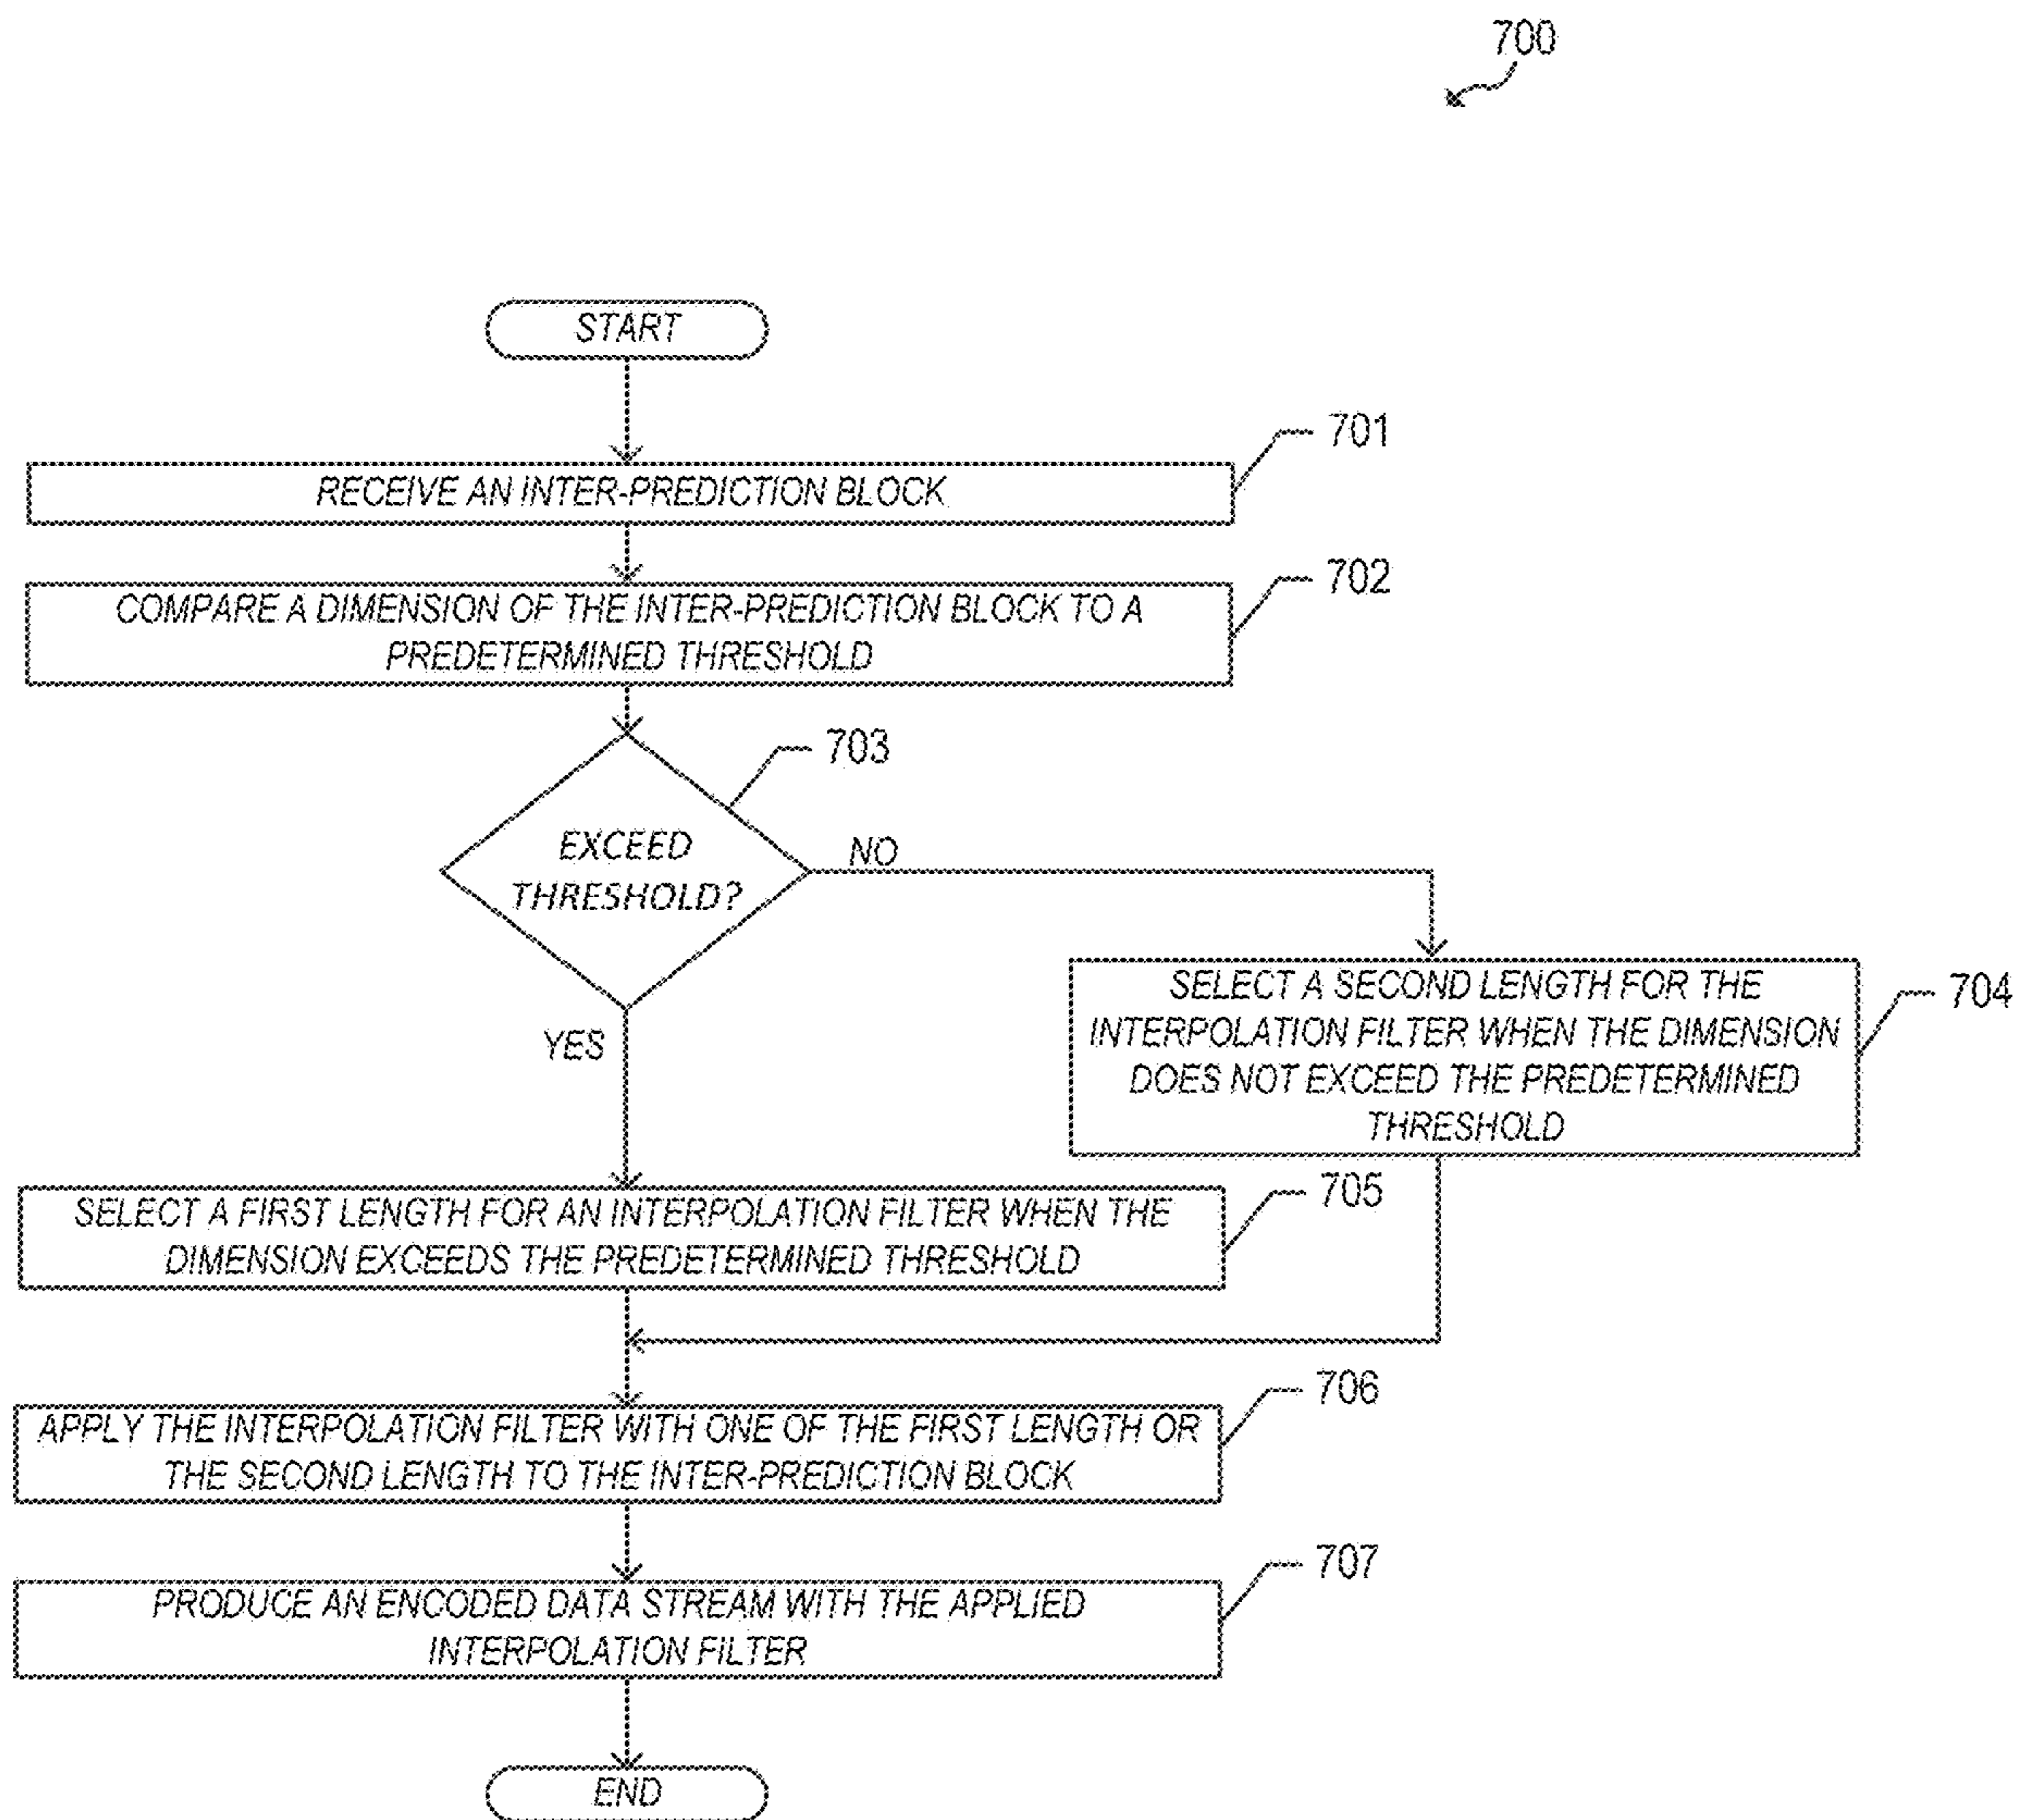 700
START
701
RECEIVE AN INTER-PREDICTION BLOCK
702
COMPARE A DIMENSION OF THE INTER-PREDICTION BLOCK TO A
PREDETERMINED THRESHOLD
703
EXCEED
THRESHOLD?
NO
YES
SELECT A SECOND LENGTH FOR THE
INTERPOLATION FILTER WHEN THE DIMENSION
DOES NOT EXCEED THE PREDETERMINED
THRESHOLD
704
705
SELECT A FIRST LENGTH FOR AN INTERPOLATION FILTER WHEN THE
DIMENSION EXCEEDS THE PREDETERMINED THRESHOLD
706
APPLY THE INTERPOLATION FILTER WITH ONE OF THE FIRST LENGTH OR
THE SECOND LENGTH TO THE INTER-PREDICTION BLOCK
707
PRODUCE AN ENCODED DATA STREAM WITH THE APPLIED
INTERPOLATION FILTER
END